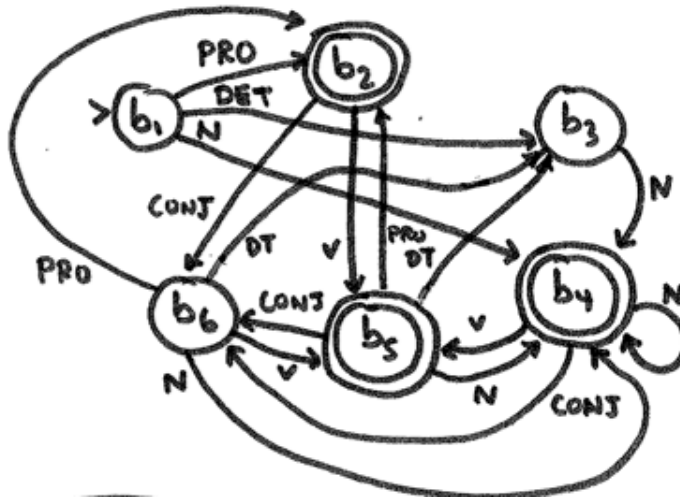 PRO
b2
> b1
DET
b3
N
N
CONJ
DT
V
PRO
DT
PRO
b6
CONJ
b5
V
b4
N
V
N
N
CONJ